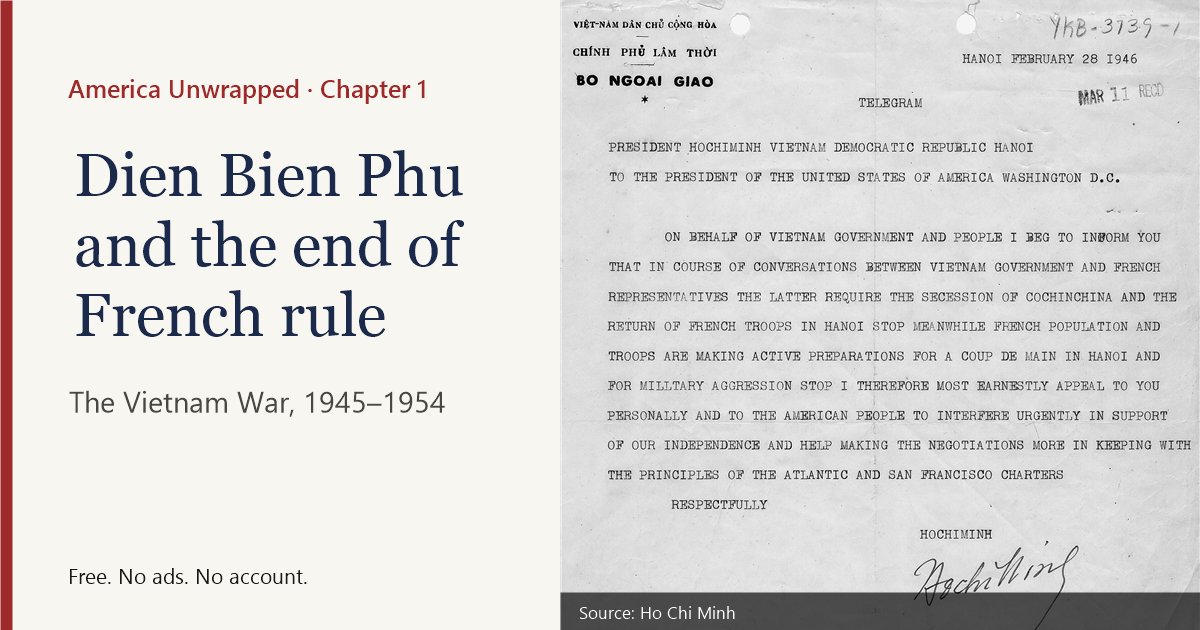 America Unwrapped · Chapter 1
Dien Bien Phu
and the end of
French rule
The Vietnam War, 1945–1954
Free. No ads. No account.
VIỆT-NAM DÂN CHỦ CỘNG HÒA
CHÍNH PHỦ LÂM THỜI
BO NGOAI GIAO
YKB-3739-1
HANOI FEBRUARY 28 1946
MAR 11 RECD
TELEGRAM
PRESIDENT HOCHIMINH VIETNAM DEMOCRATIC REPUBLIC HANOI
TO THE PRESIDENT OF THE UNITED STATES OF AMERICA WASHINGTON D.C.
ON BEHALF OF VIETNAM GOVERNMENT AND PEOPLE I BEG TO INFORM YOU
THAT IN COURSE OF CONVERSATIONS BETWEEN VIETNAM GOVERNMENT AND FRENCH
REPRESENTATIVES THE LATTER REQUIRE THE SECESSION OF COCHINCHINA AND THE
RETURN OF FRENCH TROOPS IN HANOI STOP MEANWHILE FRENCH POPULATION AND
TROOPS ARE MAKING ACTIVE PREPARATIONS FOR A COUP DE MAIN IN HANOI AND
FOR MILLTARY AGGRESSION STOP I THEREFORE MOST EARNESTLY APPEAL TO YOU
PERSONALLY AND TO THE AMERICAN PEOPLE TO INTERFERE URGENTLY IN SUPPORT
OF OUR INDEPENDENCE AND HELP MAKING THE NEGOTIATIONS MORE IN KEEPING WITH
THE PRINCIPLES OF THE ATLANTIC AND SAN FRANCISCO CHARTERS
RESPECTFULLY
HOCHIMINH
Hochiminh
Source: Ho Chi Minh